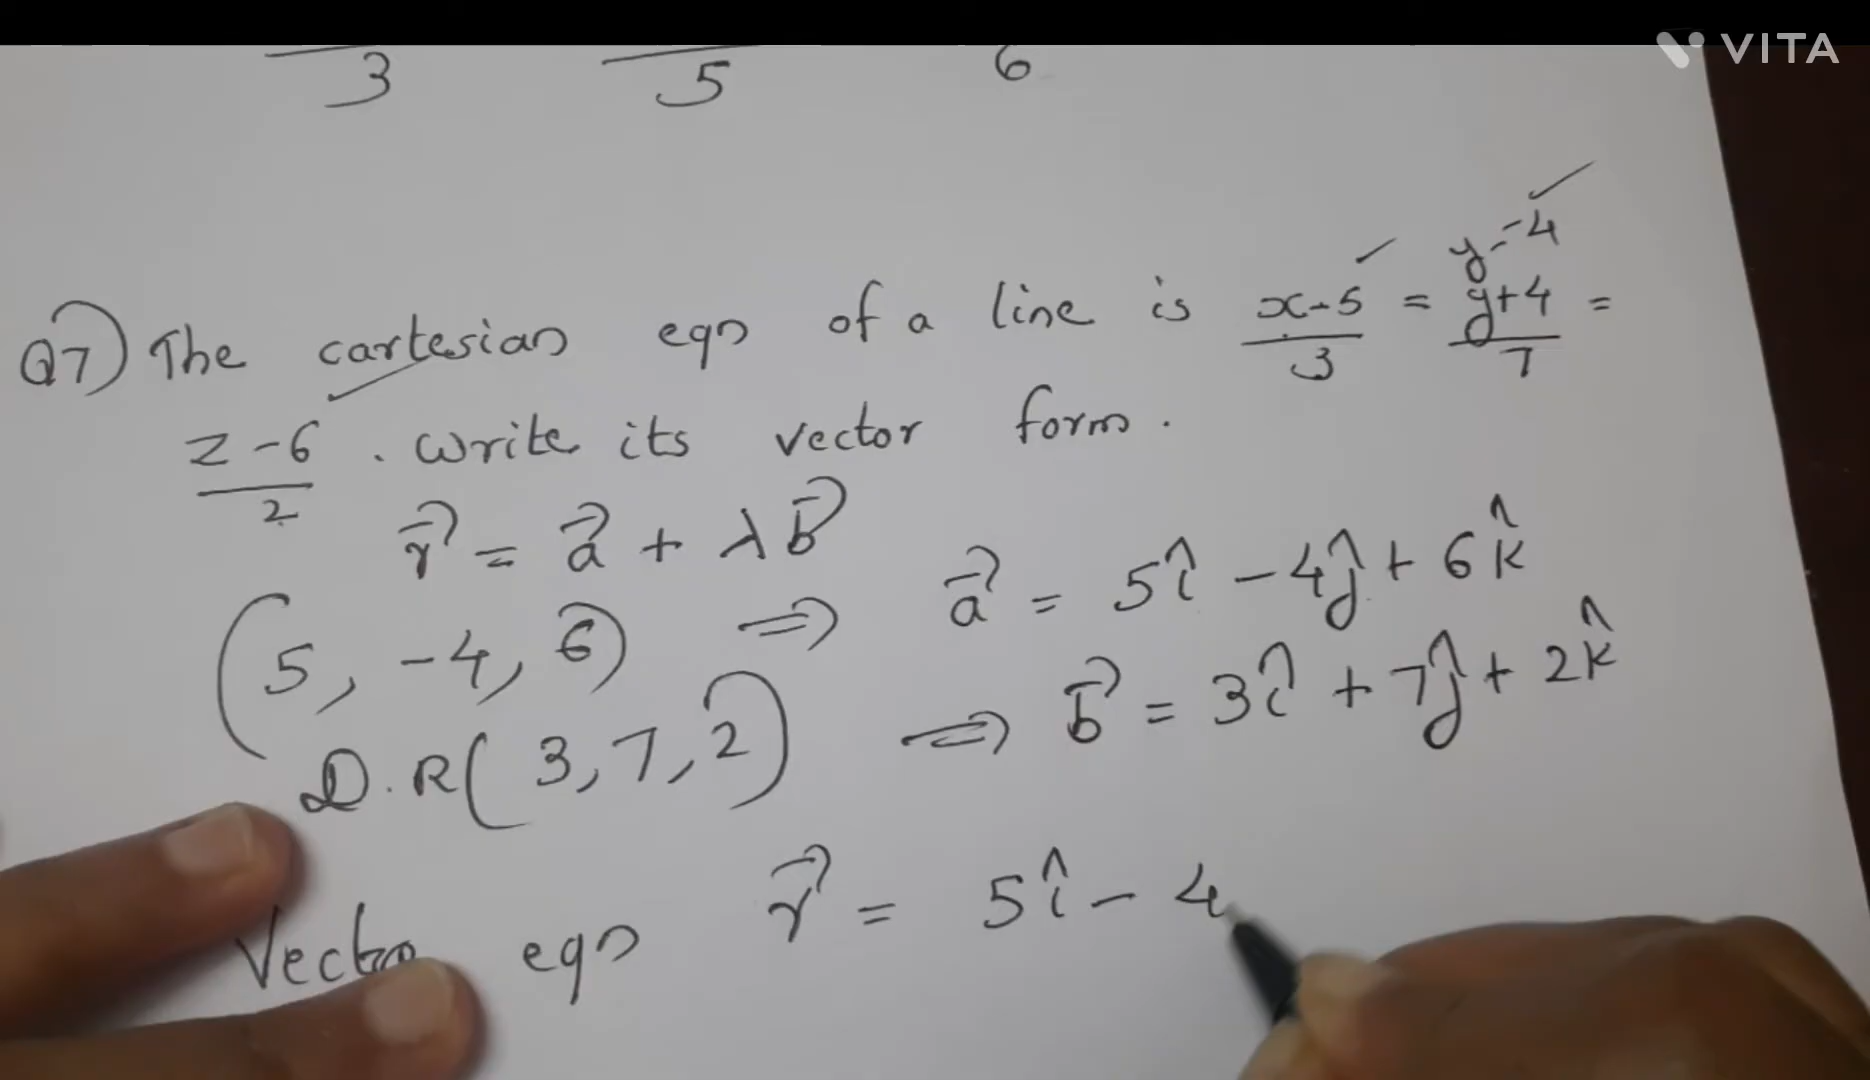 VITA
3 5 6
y = -4
Q7) The cartesian eqn of a line is x-5/3 = y+4/7 =
z-6/2 . Write its vector form.
r⃗ = a⃗ + λb⃗
(5, -4, 6) ⇒ a⃗ = 5î - 4ĵ + 6k̂
D.R(3, 7, 2) ⇒ b⃗ = 3î + 7ĵ + 2k̂
Vecto eqn r⃗ = 5î - 4